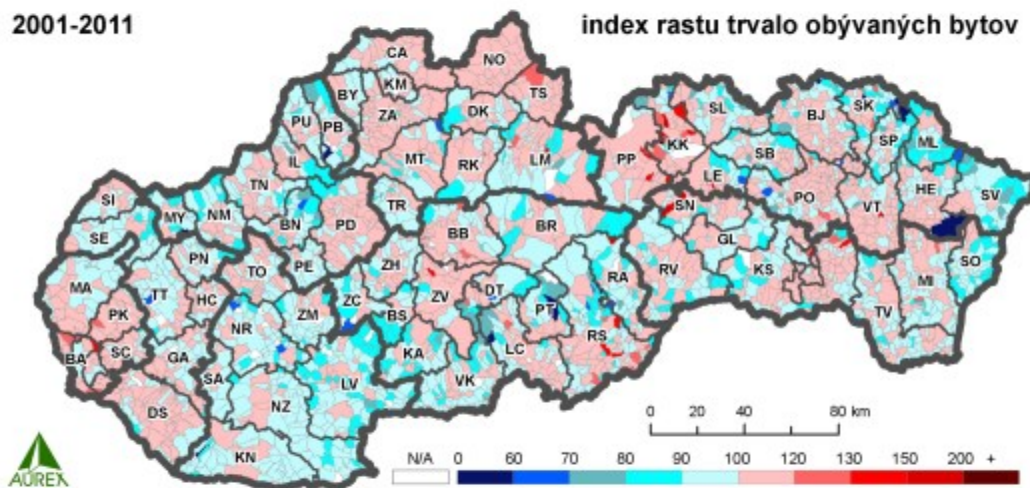 2001-2011
index rastu trvalo obývaných bytov
CA
NO
KM
BY
TS
ZA
DK
PU
PB
SL
BJ
SK
KK
IL
MT
RK
LM
PP
SB
SP
ML
TN
LE
PO
HE
SV
SI
MY
NM
BN
PD
TR
SN
VT
SE
BB
BR
GL
PN
TO
PE
ZH
RA
RV
KS
SO
MA
TT
HC
ZC
ZV
DT
MI
PK
NR
ZM
BS
PT
TV
BA
SC
GA
SA
LV
KA
LC
RS
VK
DS
NZ
KN
0 20 40 80 km
N/A 0 60 70 80 90 100 120 130 150 200 +
AUREX